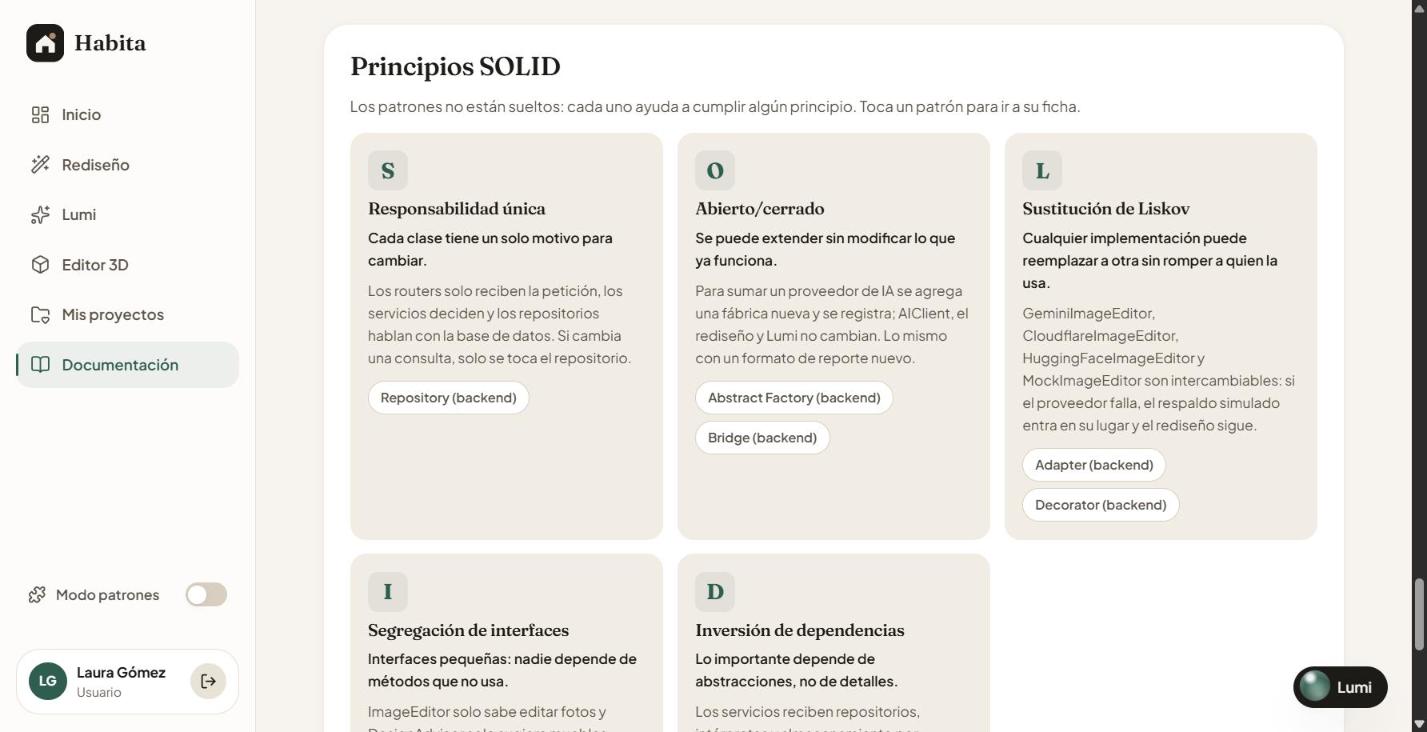 Habita
Inicio
Rediseño
Lumi
Editor 3D
Mis proyectos
Documentación
Modo patrones
LG
Laura Gómez
Usuario
Principios SOLID
Los patrones no están sueltos: cada uno ayuda a cumplir algún principio. Toca un patrón para ir a su ficha.
S
Responsabilidad única
Cada clase tiene un solo motivo para
cambiar.
Los routers solo reciben la petición, los
servicios deciden y los repositorios
hablan con la base de datos. Si cambia
una consulta, solo se toca el repositorio.
Repository (backend)
O
Abierto/cerrado
Se puede extender sin modificar lo que
ya funciona.
Para sumar un proveedor de IA se agrega
una fábrica nueva y se registra; AIClient, el
rediseño y Lumi no cambian. Lo mismo
con un formato de reporte nuevo.
Abstract Factory (backend)
Bridge (backend)
L
Sustitución de Liskov
Cualquier implementación puede
reemplazar a otra sin romper a quien la
usa.
GeminiImageEditor,
CloudflareImageEditor,
HuggingFaceImageEditor y
MockImageEditor son intercambiables: si
el proveedor falla, el respaldo simulado
entra en su lugar y el rediseño sigue.
Adapter (backend)
Decorator (backend)
I
Segregación de interfaces
Interfaces pequeñas: nadie depende de
métodos que no usa.
ImageEditor solo sabe editar fotos y
D
Inversión de dependencias
Lo importante depende de
abstracciones, no de detalles.
Los servicios reciben repositorios,
Lumi